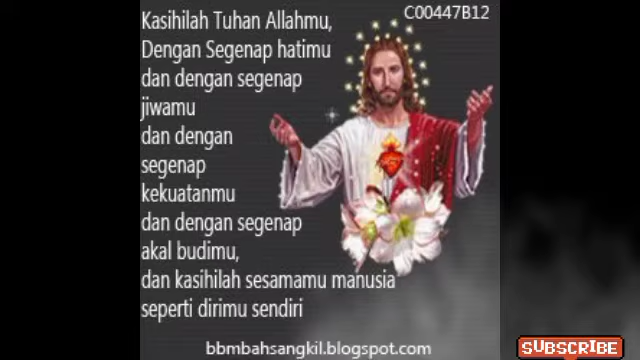 C00447B12
Kasihilah Tuhan Allahmu,
Dengan Segenap hatimu
dan dengan segenap
jiwamu
dan dengan
segenap
kekuatanmu
dan dengan segenap
akal budimu,
dan kasihilah sesamamu manusia
seperti dirimu sendiri
bbmbahsangkil.blogspot.com
SUBSCRIBE